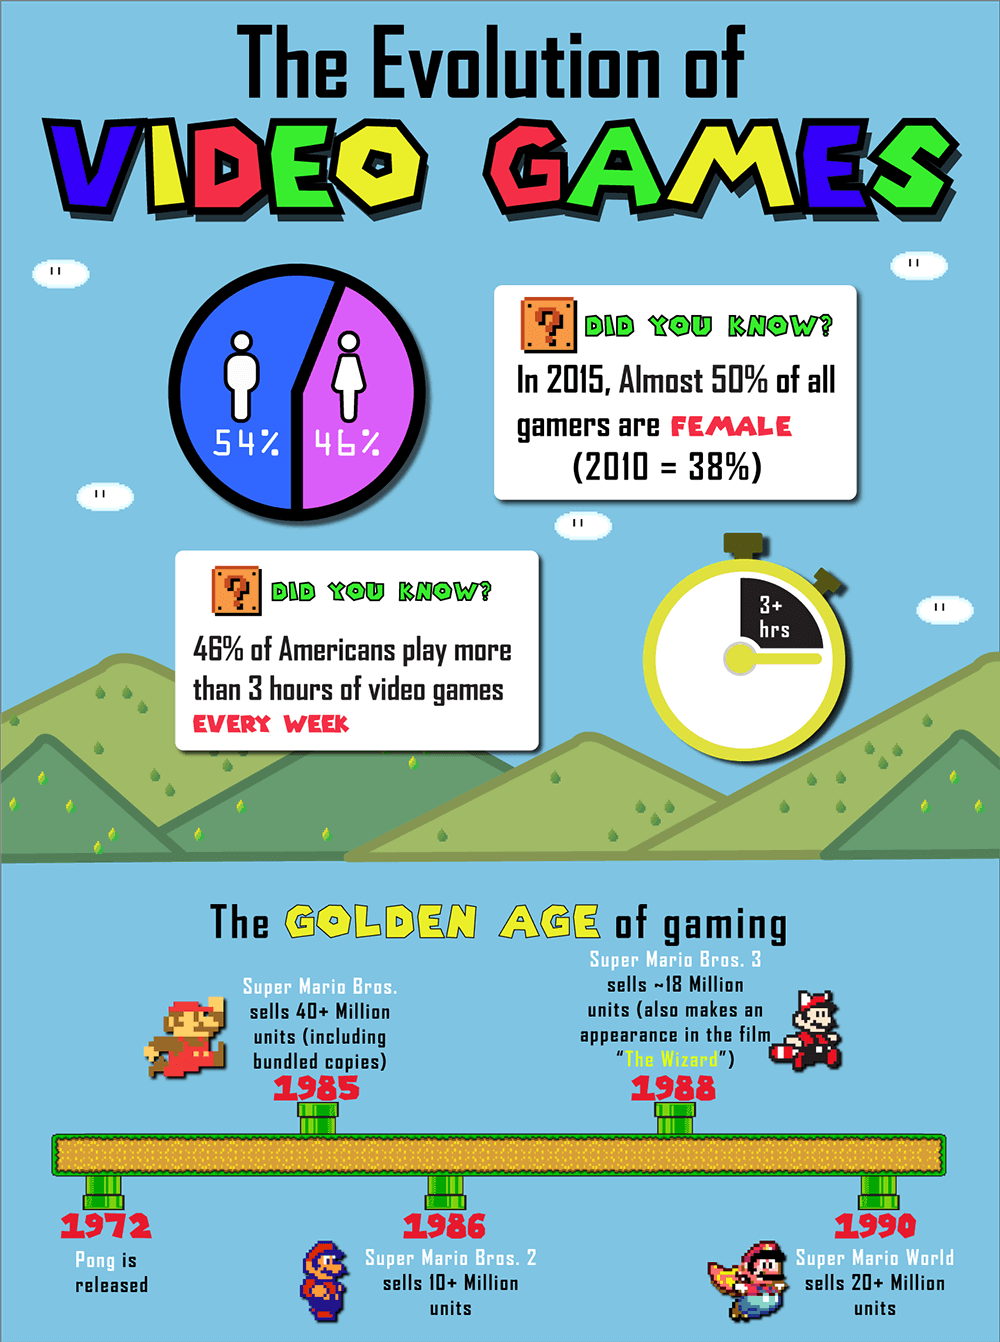 The Evolution of
VIDEO GAMES
54% 46%
?
DID YOU KNOW?
In 2015, Almost 50% of all
gamers are FEMALE
(2010 = 38%)
?
DID YOU KNOW?
46% of Americans play more
than 3 hours of video games
EVERY WEEK
3+
hrs
The GOLDEN AGE of gaming
Super Mario Bros.
sells 40+ Million
units (including
bundled copies)
1985
Super Mario Bros. 3
sells ~18 Million
units (also makes an
appearance in the film
"The Wizard")
1988
1972
Pong is
released
1986
Super Mario Bros. 2
sells 10+ Million
units
1990
Super Mario World
sells 20+ Million
units